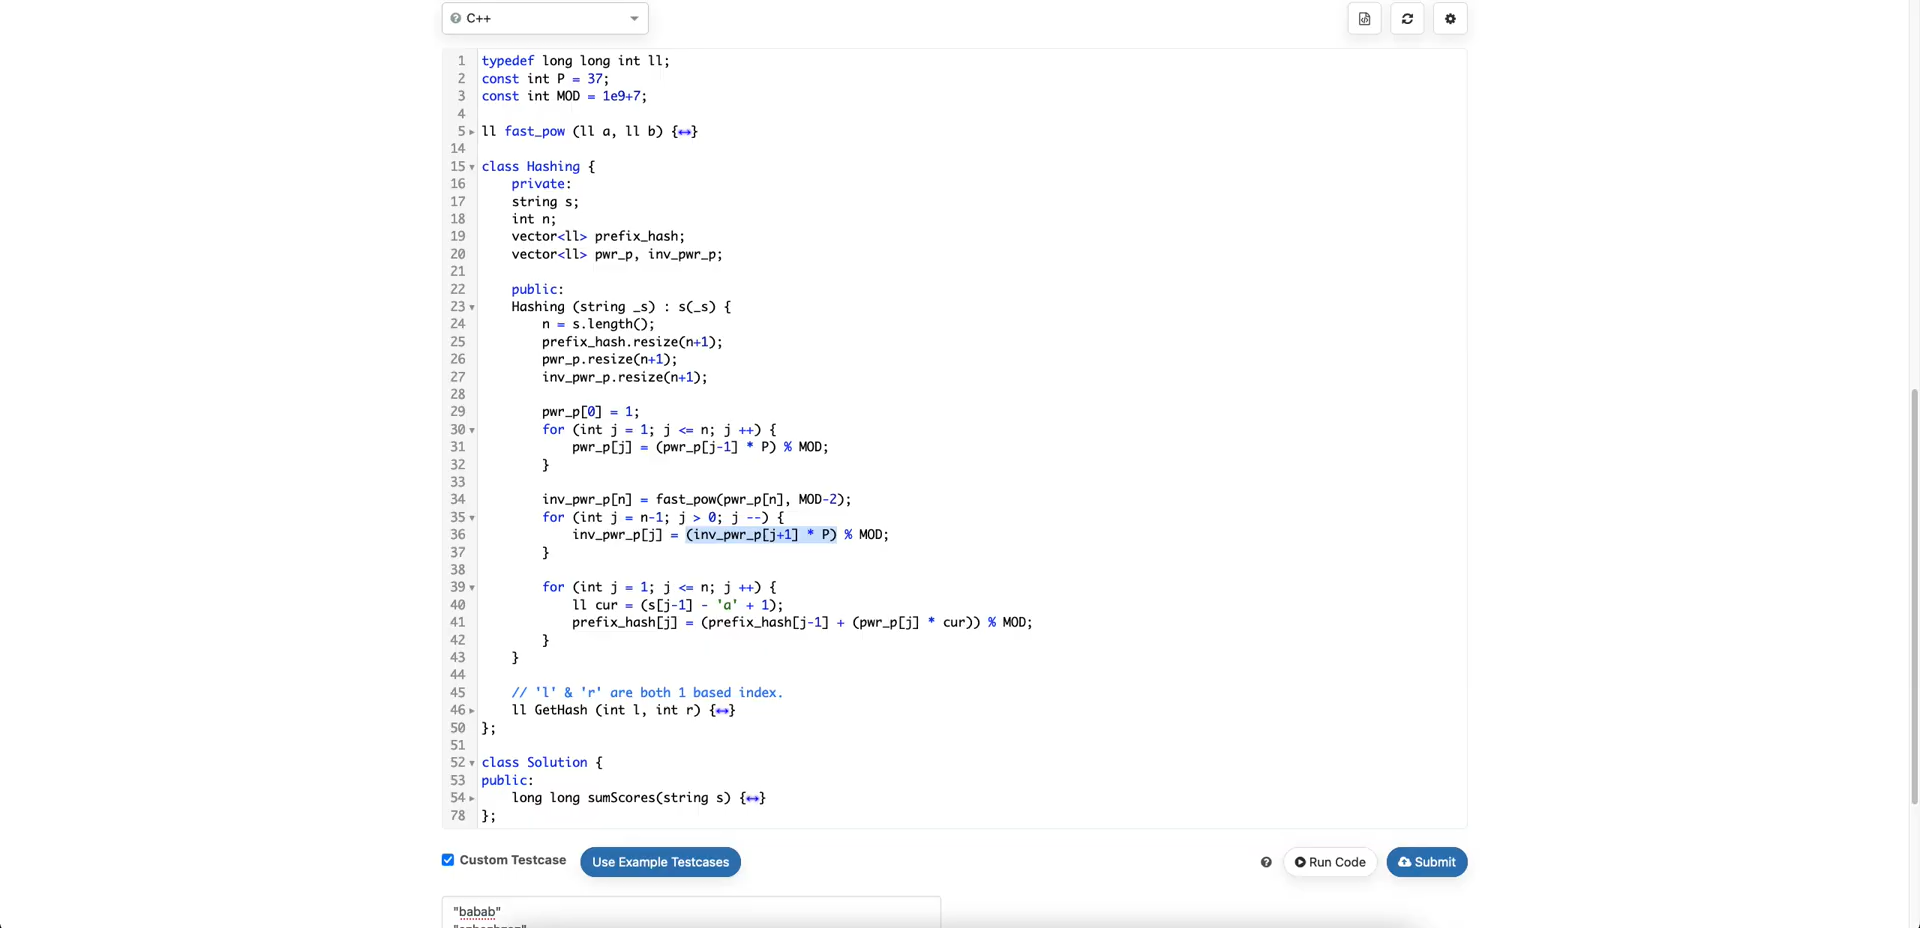 C++
1 typedef long long int ll;
2 const int P = 37;
3 const int MOD = 1e9+7;
4
5 ll fast_pow (ll a, ll b) {↔}
14
15 class Hashing {
16 private:
17 string s;
18 int n;
19 vector<ll> prefix_hash;
20 vector<ll> pwr_p, inv_pwr_p;
21
22 public:
23 Hashing (string _s) : s(_s) {
24 n = s.length();
25 prefix_hash.resize(n+1);
26 pwr_p.resize(n+1);
27 inv_pwr_p.resize(n+1);
28
29 pwr_p[0] = 1;
30 for (int j = 1; j <= n; j ++) {
31 pwr_p[j] = (pwr_p[j-1] * P) % MOD;
32 }
33
34 inv_pwr_p[n] = fast_pow(pwr_p[n], MOD-2);
35 for (int j = n-1; j > 0; j --) {
36 inv_pwr_p[j] = (inv_pwr_p[j+1] * P) % MOD;
37 }
38
39 for (int j = 1; j <= n; j ++) {
40 ll cur = (s[j-1] - 'a' + 1);
41 prefix_hash[j] = (prefix_hash[j-1] + (pwr_p[j] * cur)) % MOD;
42 }
43 }
44
45 // 'l' & 'r' are both 1 based index.
46 ll GetHash (int l, int r) {↔}
50 };
51
52 class Solution {
53 public:
54 long long sumScores(string s) {↔}
78 };
Custom Testcase Use Example Testcases Run Code Submit
"babab"